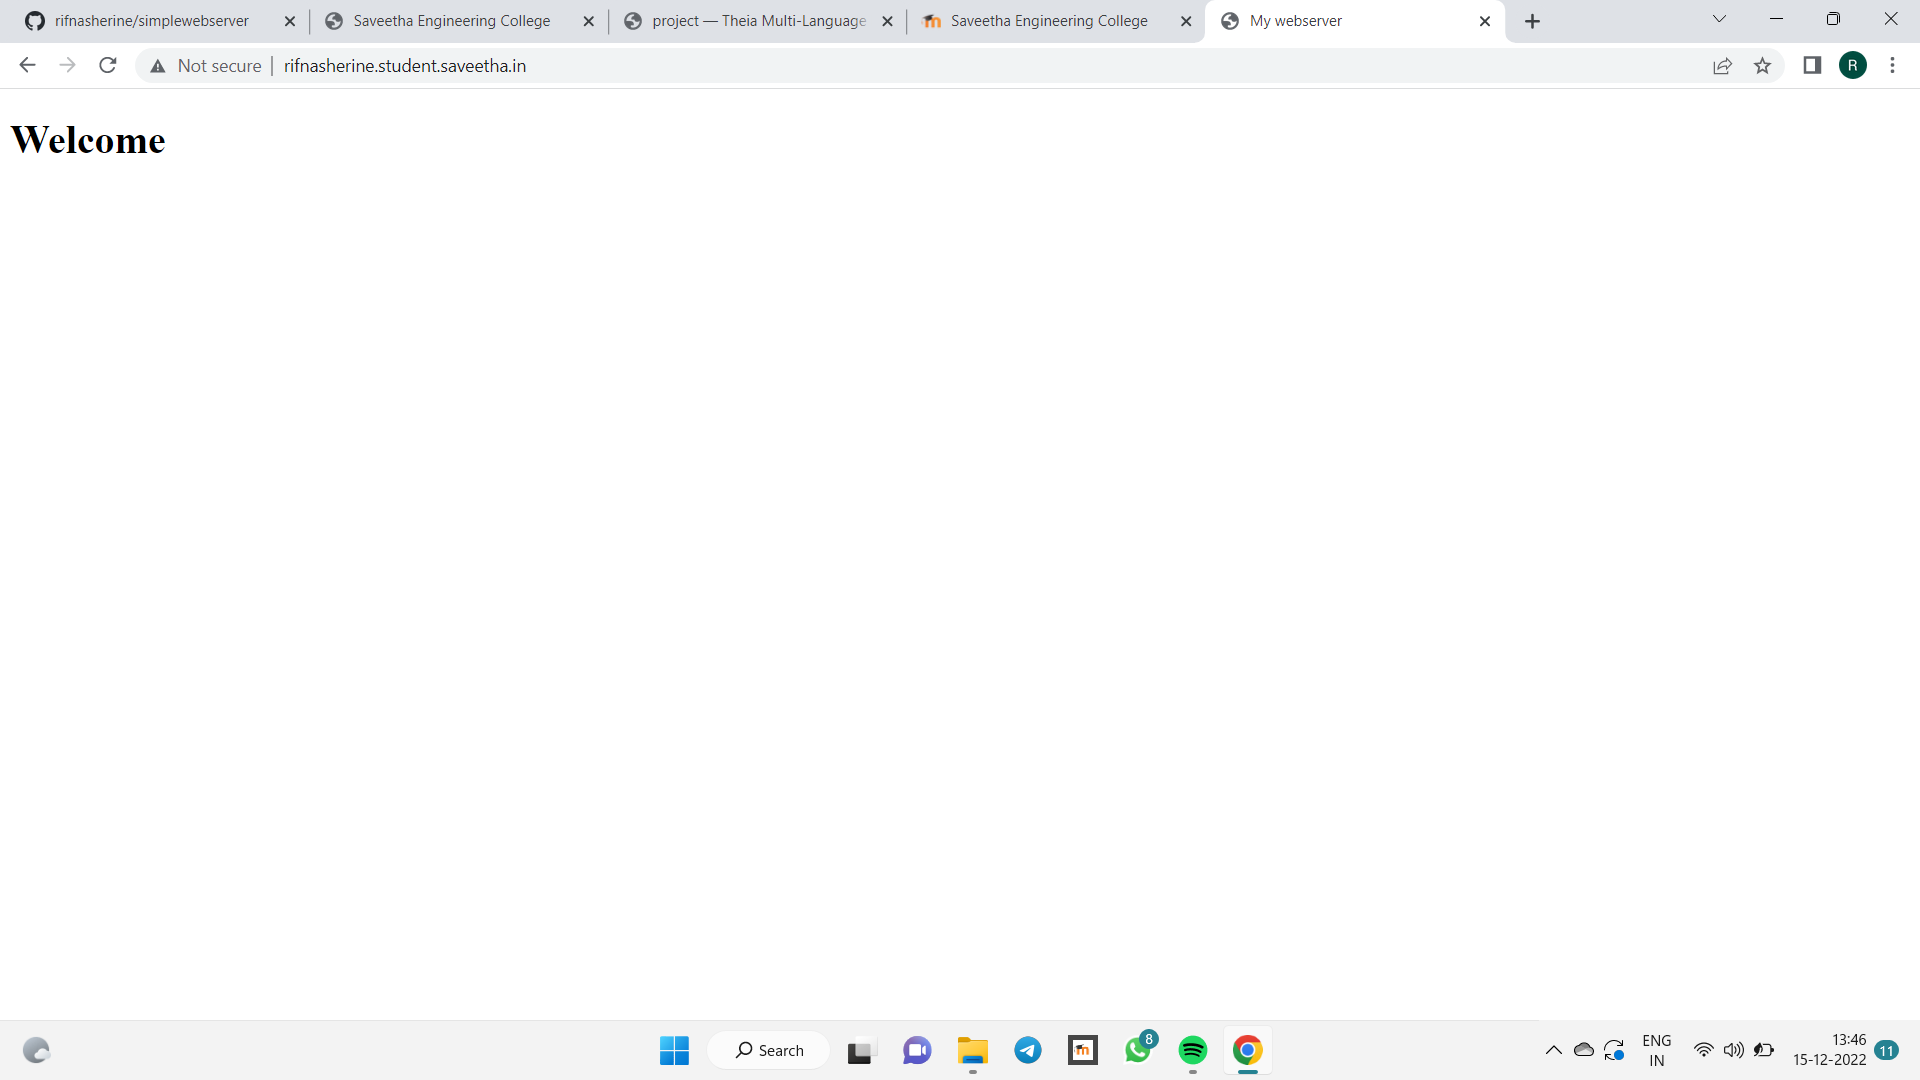 rifnasherine/simplewebserver
Saveetha Engineering College
project — Theia Multi-Language
Saveetha Engineering College
My webserver
Not secure
rifnasherine.student.saveetha.in
R
Welcome
Search
8
ENG
IN
13:46
15-12-2022
11